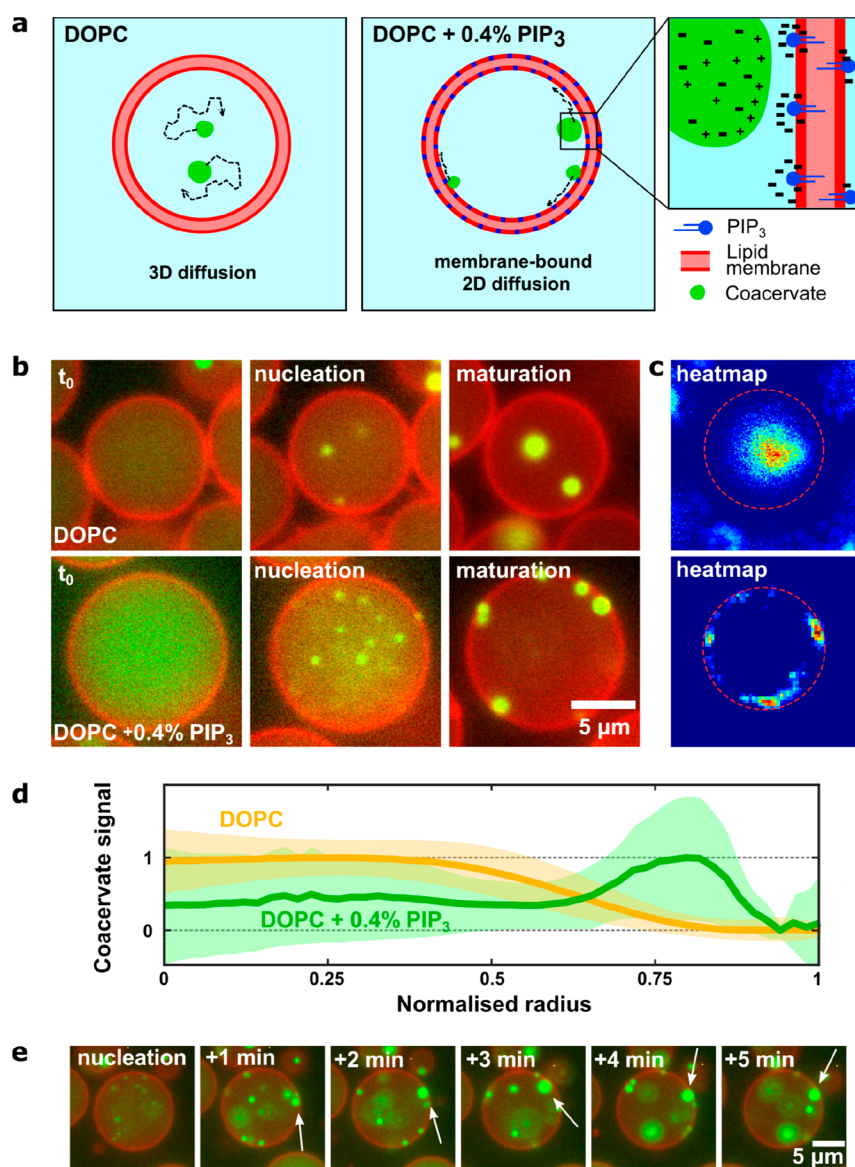 a
DOPC
3D diffusion
DOPC + 0.4% PIP₃
membrane-bound
2D diffusion
PIP₃
Lipid
membrane
Coacervate
b
t₀
nucleation
maturation
DOPC
t₀
nucleation
maturation
DOPC +0.4% PIP₃
5 µm
c
heatmap
heatmap
d
Coacervate signal
1
0
DOPC
DOPC + 0.4% PIP₃
0
0.25
0.5
0.75
1
Normalised radius
e
nucleation
+1 min
+2 min
+3 min
+4 min
+5 min
5 µm